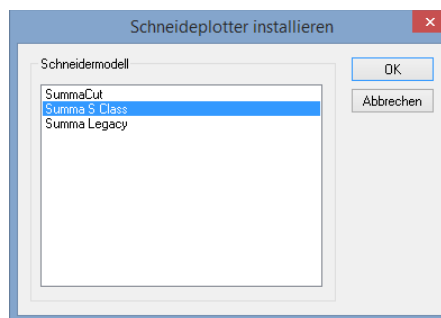 Schneideplotter installieren
Schneidermodell
SummaCut
Summa S Class
Summa Legacy
OK
Abbrechen